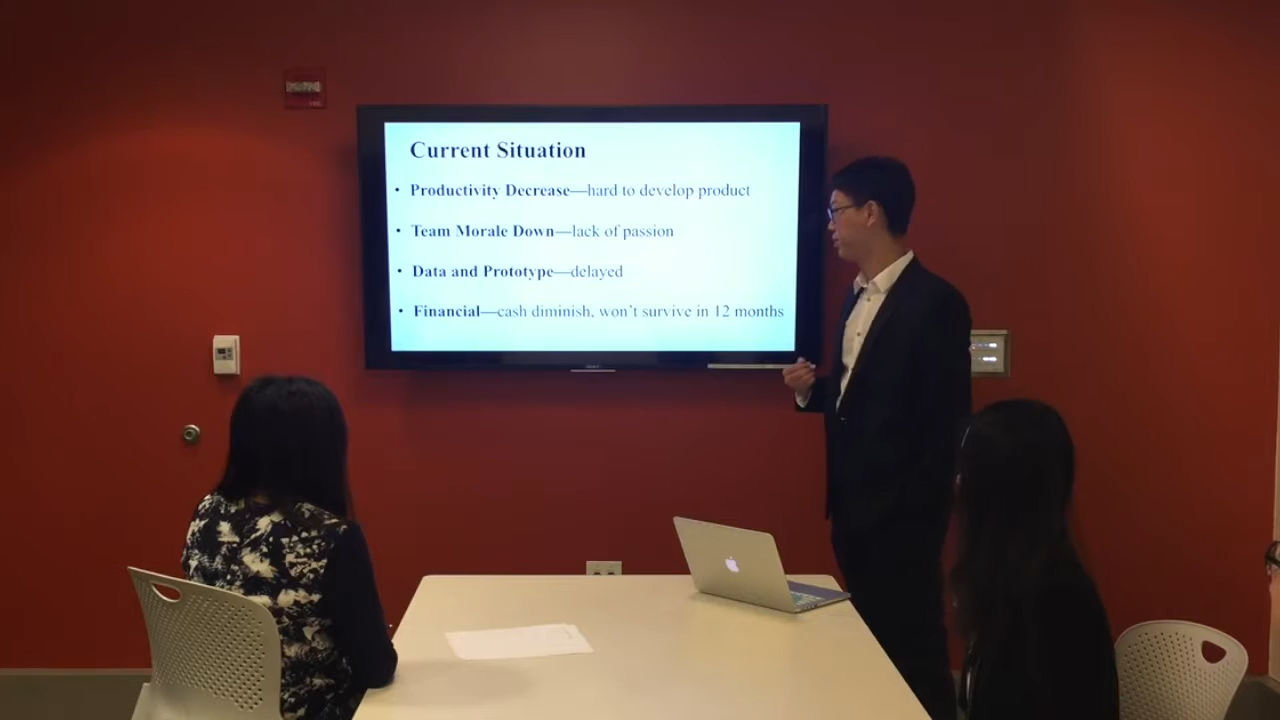 Current Situation
• Productivity Decrease—hard to develop product
• Team Morale Down—lack of passion
• Data and Prototype—delayed
• Financial—cash diminish, won't survive in 12 months